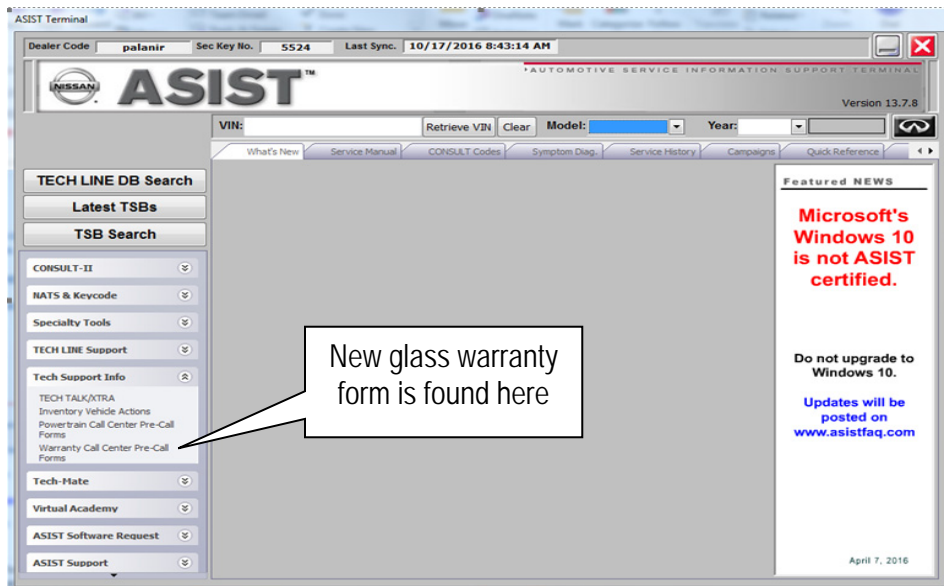 ASIST Terminal
Dealer Code palanir Sec Key No. 5524 Last Sync. 10/17/2016 8:43:14 AM
NISSAN ASIST™
AUTOMOTIVE SERVICE INFORMATION SUPPORT TERMINAL
Version 13.7.8
VIN: Retrieve VIN Clear Model: Year:
What's New Service Manual CONSULT Codes Symptom Diag. Service History Campaigns Quick Reference
TECH LINE DB Search
Latest TSBs
TSB Search
CONSULT-II
NATS & Keycode
Specialty Tools
TECH LINE Support
Tech Support Info
TECH TALK/XTRA
Inventory Vehicle Actions
Powertrain Call Center Pre-Call
Forms
Warranty Call Center Pre-Call
Forms
Tech-Mate
Virtual Academy
ASIST Software Request
ASIST Support
New glass warranty
form is found here
Featured NEWS
Microsoft's
Windows 10
is not ASIST
certified.
Do not upgrade to
Windows 10.
Updates will be
posted on
www.asistfaq.com
April 7, 2016